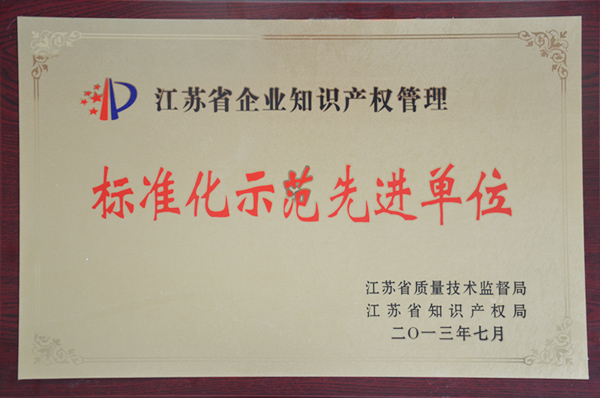 江苏省企业知识产权管理
标准化示范先进单位
江苏省质量技术监督局
江苏省知识产权局
二〇一三年七月